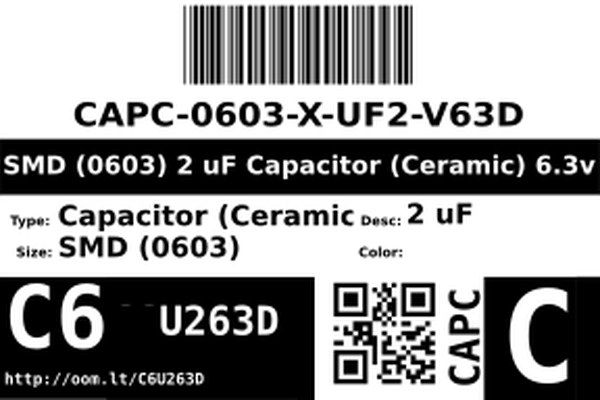 CAPC-0603-X-UF2-V63D
SMD (0603) 2 uF Capacitor (Ceramic) 6.3v
Type: Capacitor (Ceramic Desc: 2 uF
Size: SMD (0603) Color:
C6 U263D
CAPC
C
http://oom.lt/C6U263D